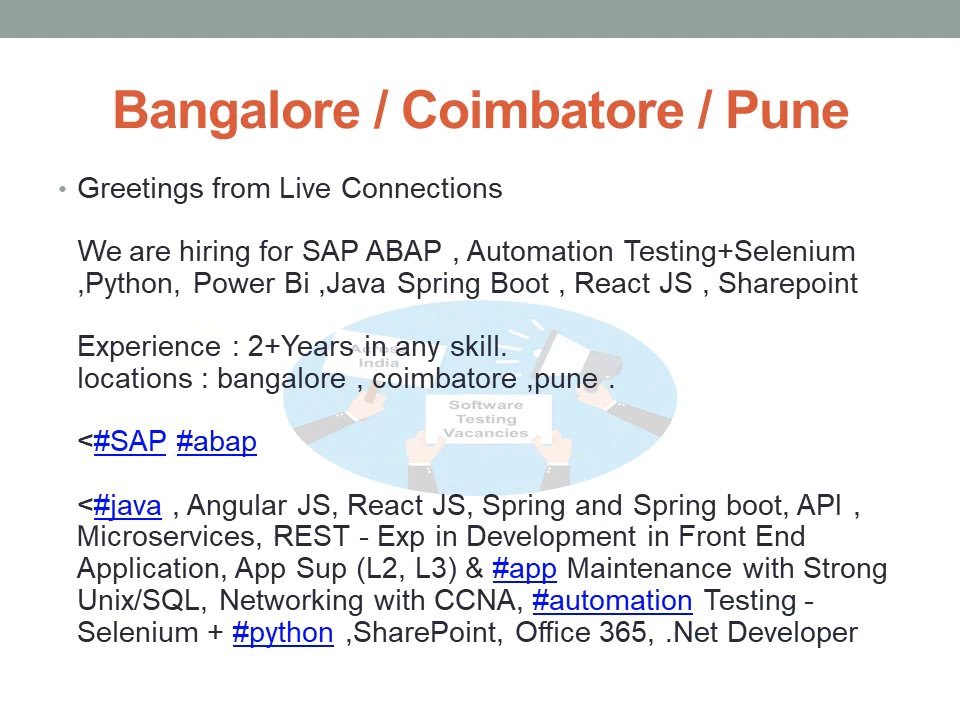 Bangalore / Coimbatore / Pune
• Greetings from Live Connections
We are hiring for SAP ABAP , Automation Testing+Selenium
,Python, Power Bi ,Java Spring Boot , React JS , Sharepoint
Experience : 2+Years in any skill.
locations : bangalore , coimbatore ,pune .
Across
India
Software
Testing
Vacancies
<#SAP #abap
<#java , Angular JS, React JS, Spring and Spring boot, API ,
Microservices, REST - Exp in Development in Front End
Application, App Sup (L2, L3) & #app Maintenance with Strong
Unix/SQL, Networking with CCNA, #automation Testing -
Selenium + #python ,SharePoint, Office 365, .Net Developer